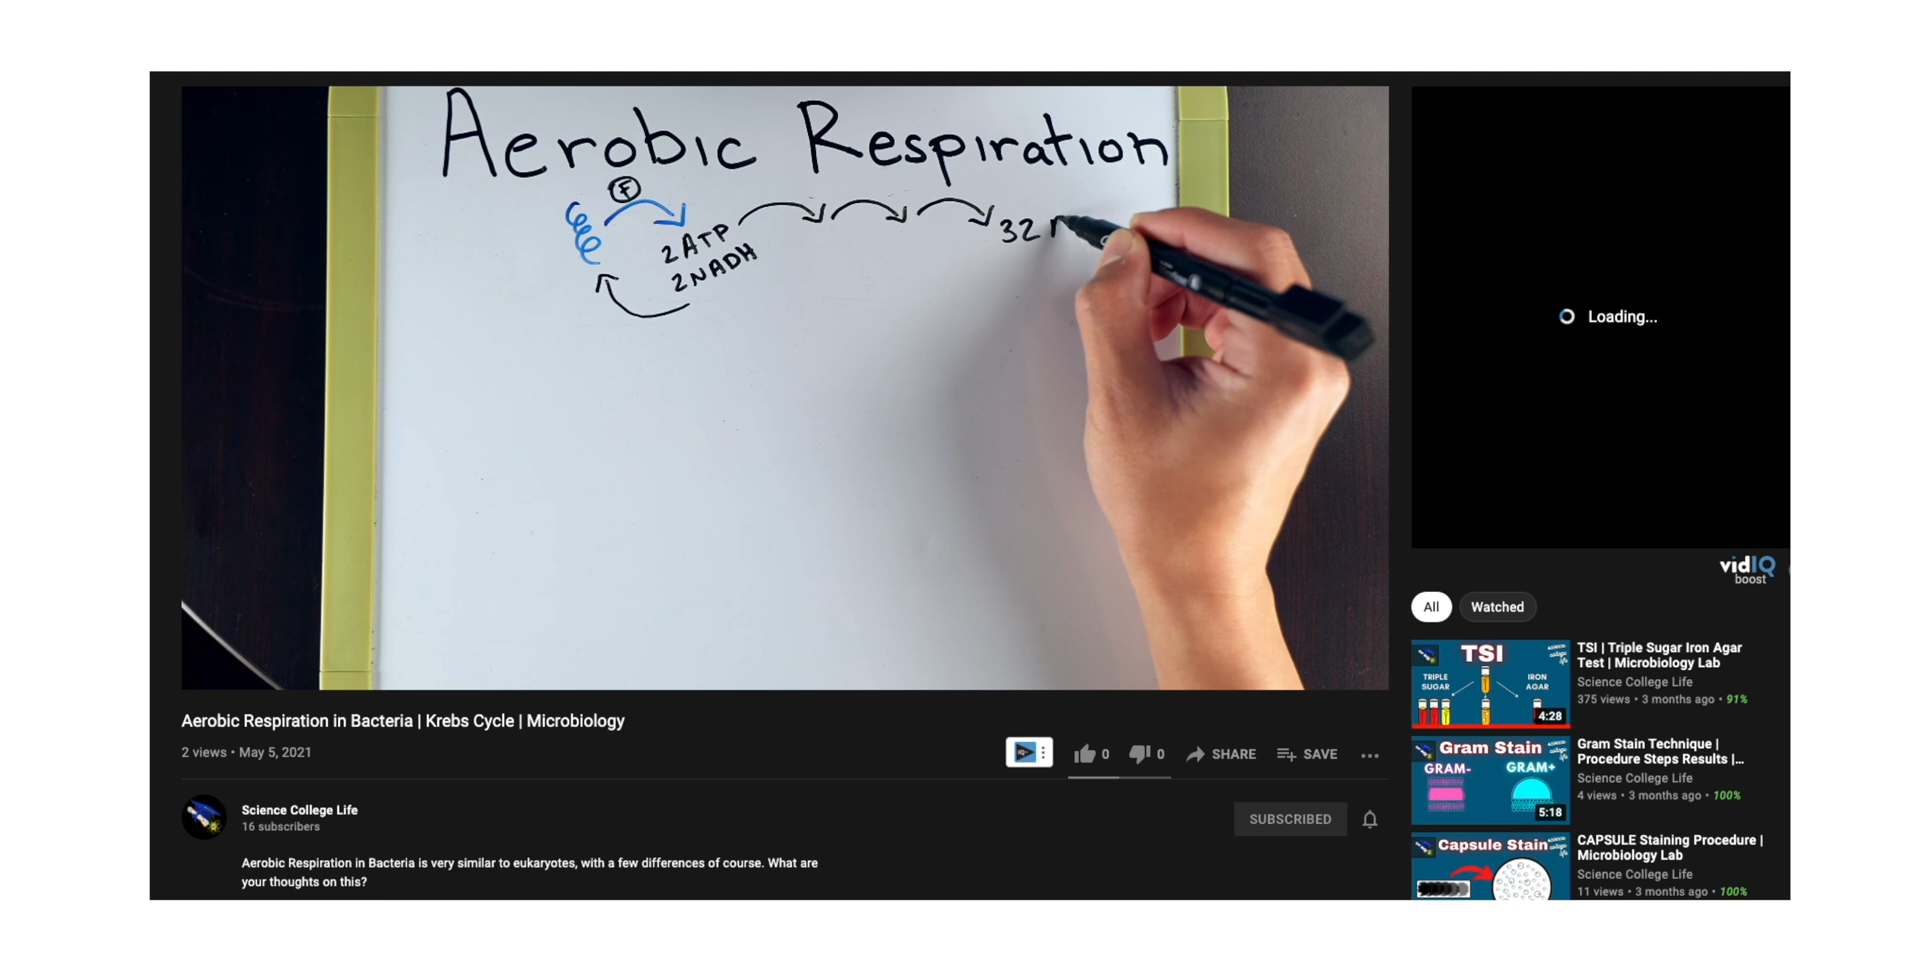 Aerobic Respiration
F
2ATP
2NADH
32
Loading...
vidIQ
boost
All
Watched
TSI
TRIPLE
SUGAR
IRON
AGAR
4:28
TSI | Triple Sugar Iron Agar
Test | Microbiology Lab
Science College Life
375 views • 3 months ago • 91%
Gram Stain
GRAM-
GRAM+
5:18
Gram Stain Technique |
Procedure Steps Results |...
Science College Life
4 views • 3 months ago • 100%
Capsule Stain
CAPSULE Staining Procedure |
Microbiology Lab
Science College Life
11 views • 3 months ago • 100%
Aerobic Respiration in Bacteria | Krebs Cycle | Microbiology
2 views • May 5, 2021
0
0
SHARE
SAVE
Science College Life
16 subscribers
SUBSCRIBED
Aerobic Respiration in Bacteria is very similar to eukaryotes, with a few differences of course. What are
your thoughts on this?